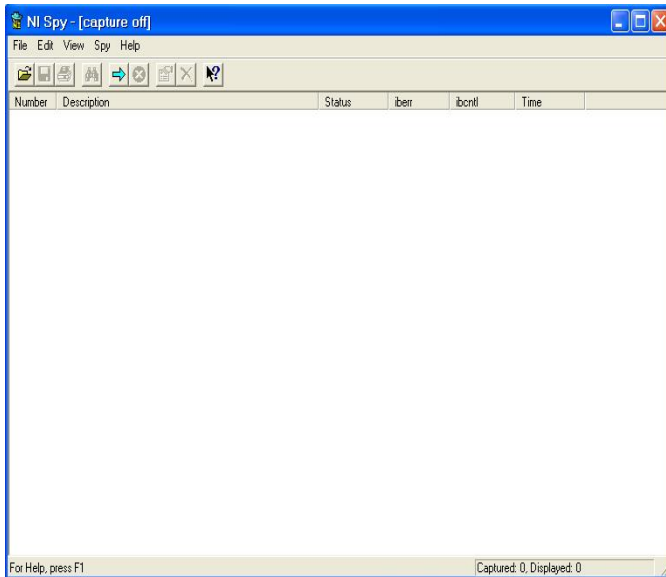 NI Spy - [capture off]
File Edit View Spy Help
Number Description Status iberr ibcntl Time
For Help, press F1 Captured: 0, Displayed: 0